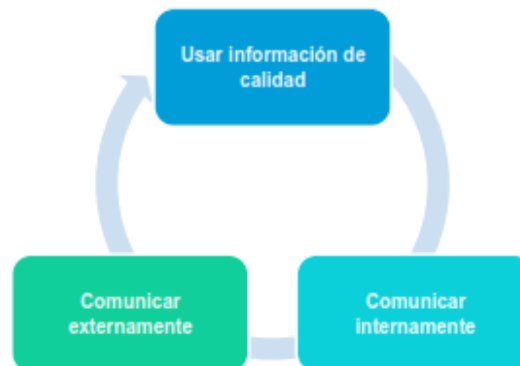 Usar información de
calidad
Comunicar
externamente
Comunicar
internamente